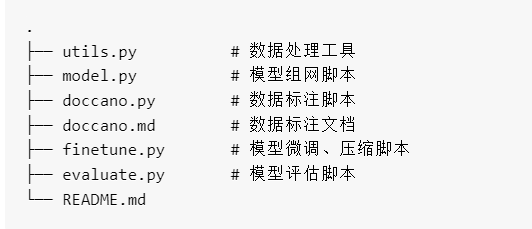 .
├── utils.py          # 数据处理工具
├── model.py          # 模型组网脚本
├── doccano.py        # 数据标注脚本
├── doccano.md        # 数据标注文档
├── finetune.py       # 模型微调、压缩脚本
├── evaluate.py       # 模型评估脚本
└── README.md